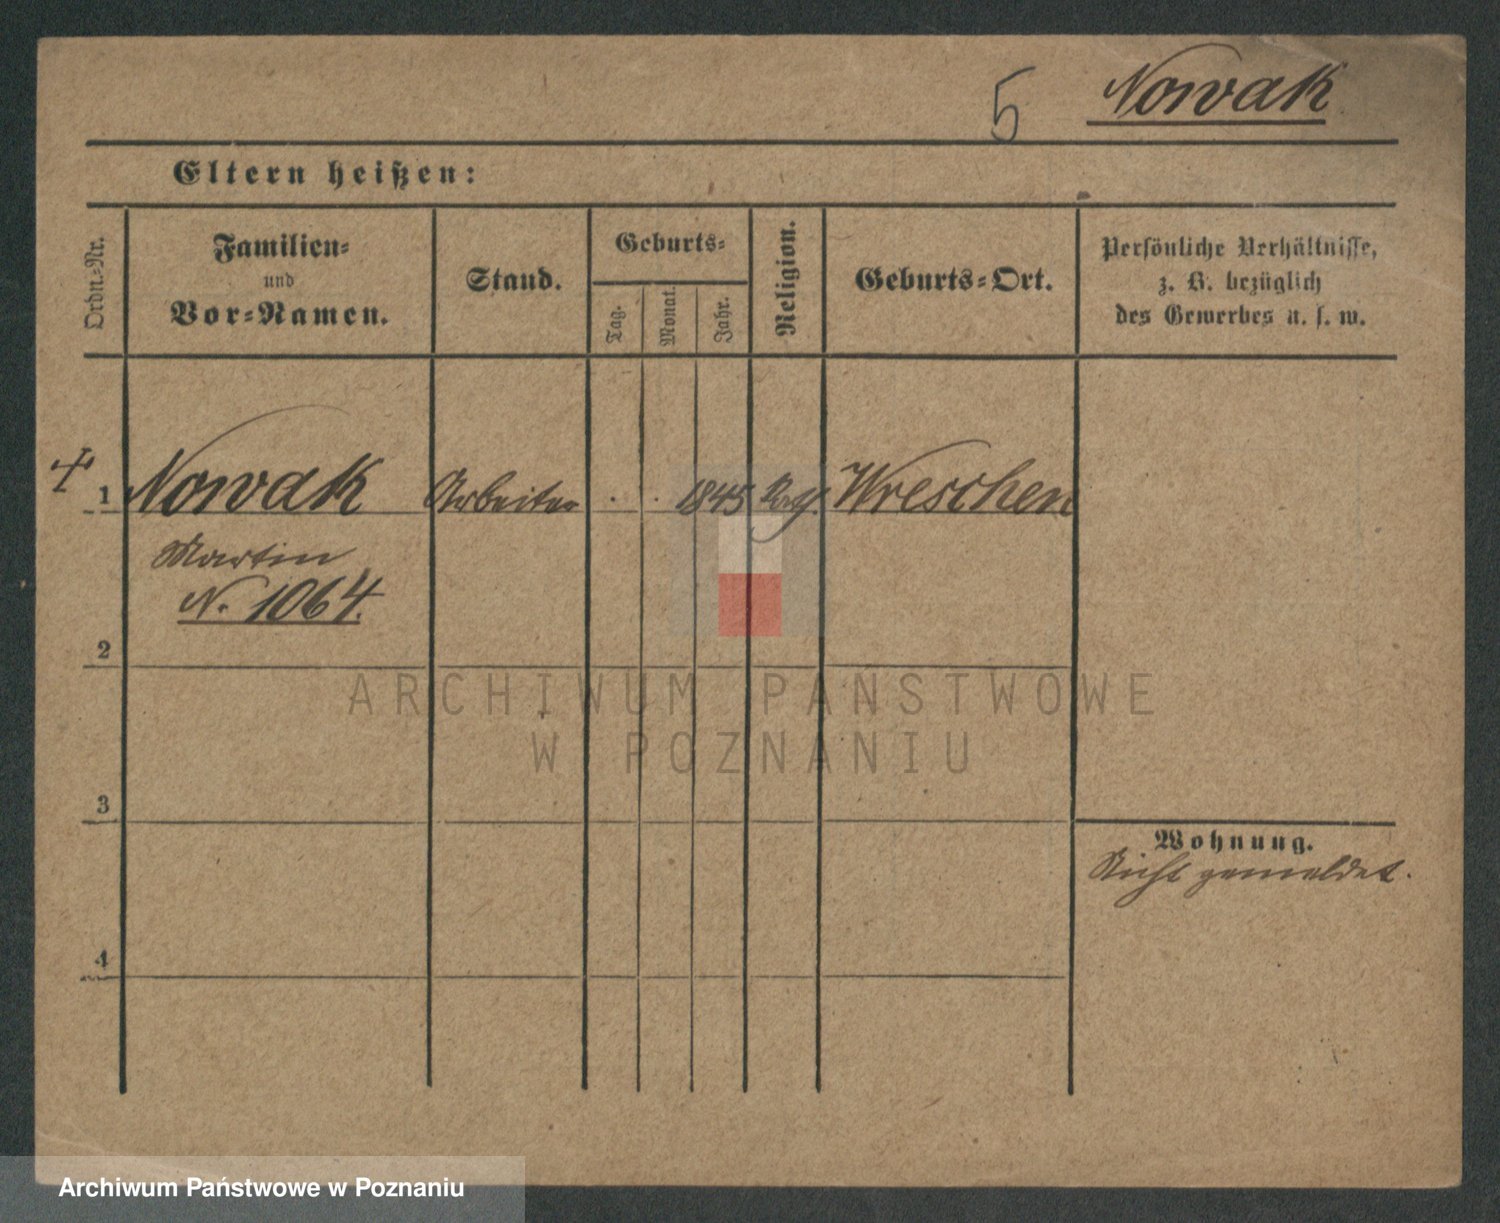 5 Nowak
Eltern heißen:
Ordn.-Nr.
Familien-
und
Vor-Namen.
Stand.
Geburts-
Tag.
Monat.
Jahr.
Religion.
Geburts-Ort.
Persönliche Verhältnisse,
z. B. bezüglich
des Gewerbes u. s. w.
+ 1 Nowak Arbeiter . . 1845 Kath. Wreschen
Martin
N. 1064.
2
ARCHIWUM PAŃSTWOWE
W POZNANIU
3
Wohnung.
Nicht gemeldet.
4
Archiwum Państwowe w Poznaniu